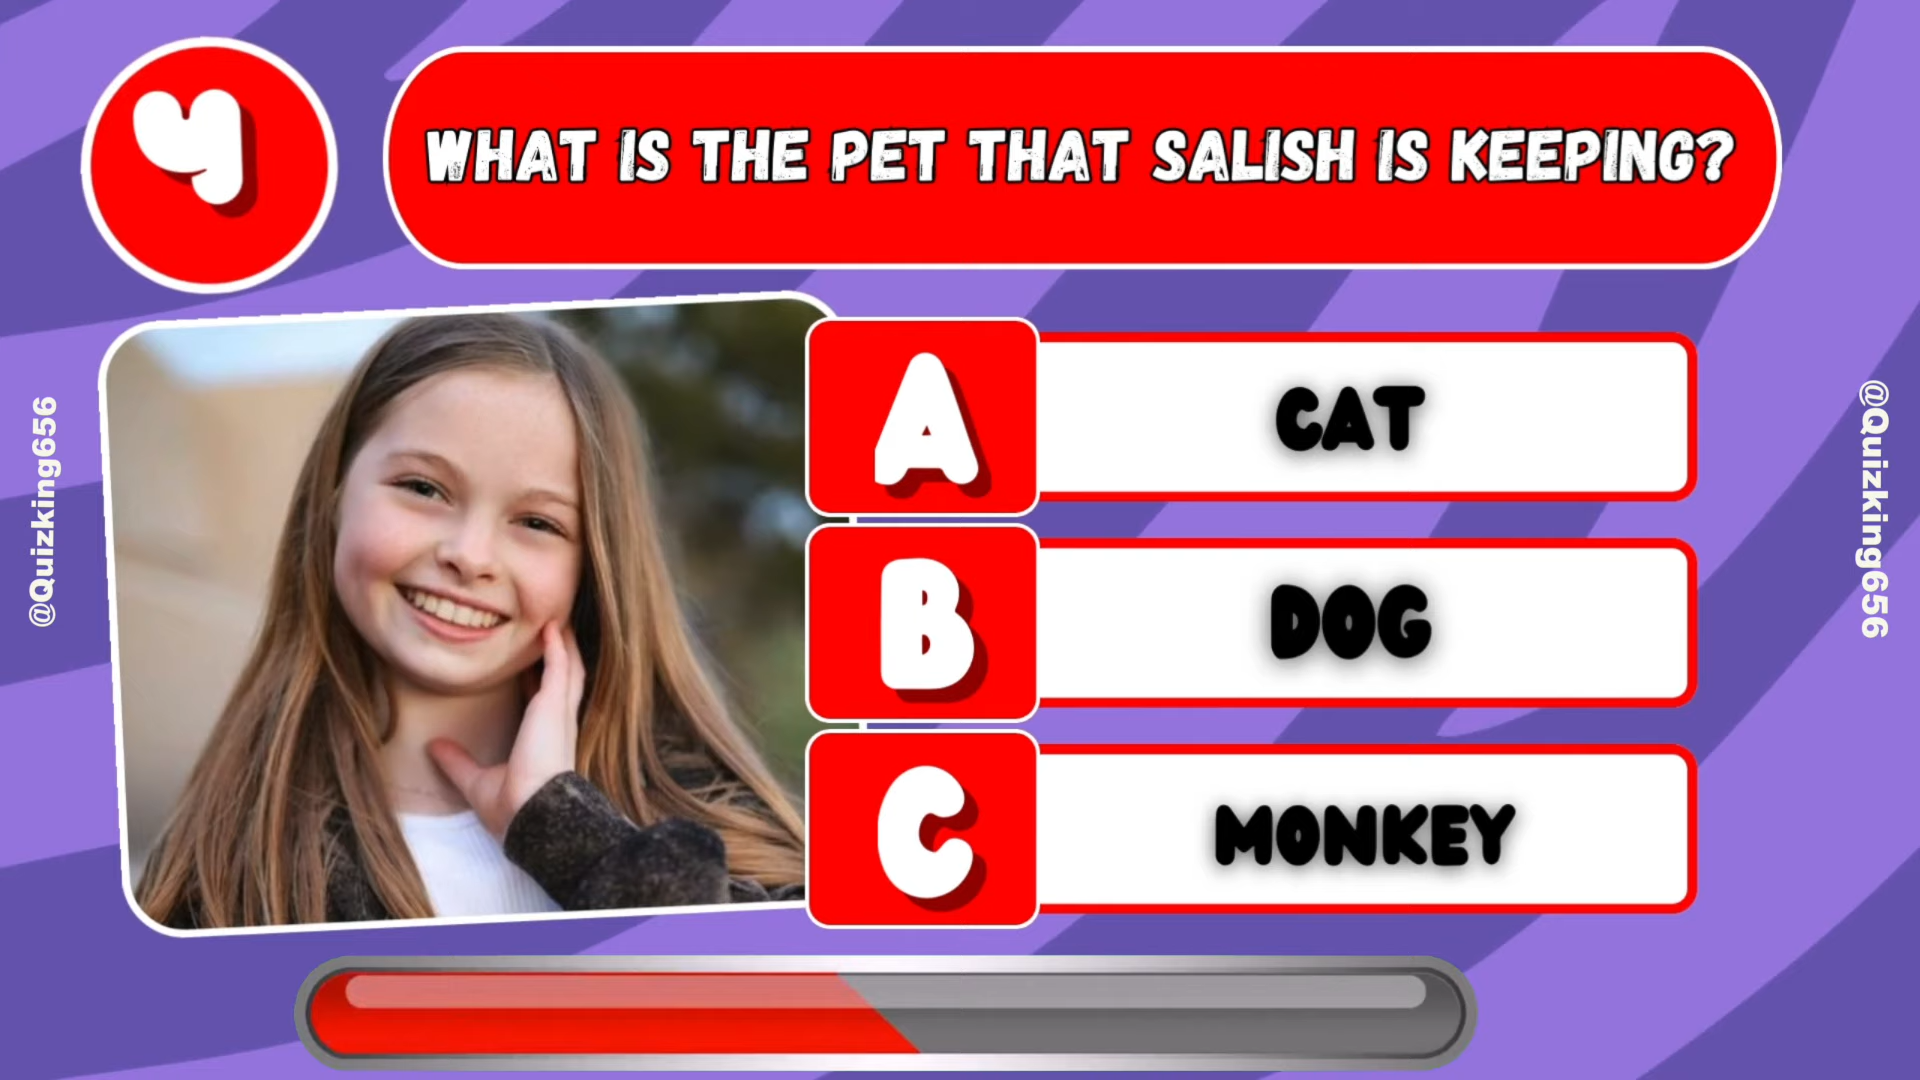 4
WHAT IS THE PET THAT SALISH IS KEEPING?
@Quizking656
A
CAT
B
DOG
C
MONKEY
@Quizking656